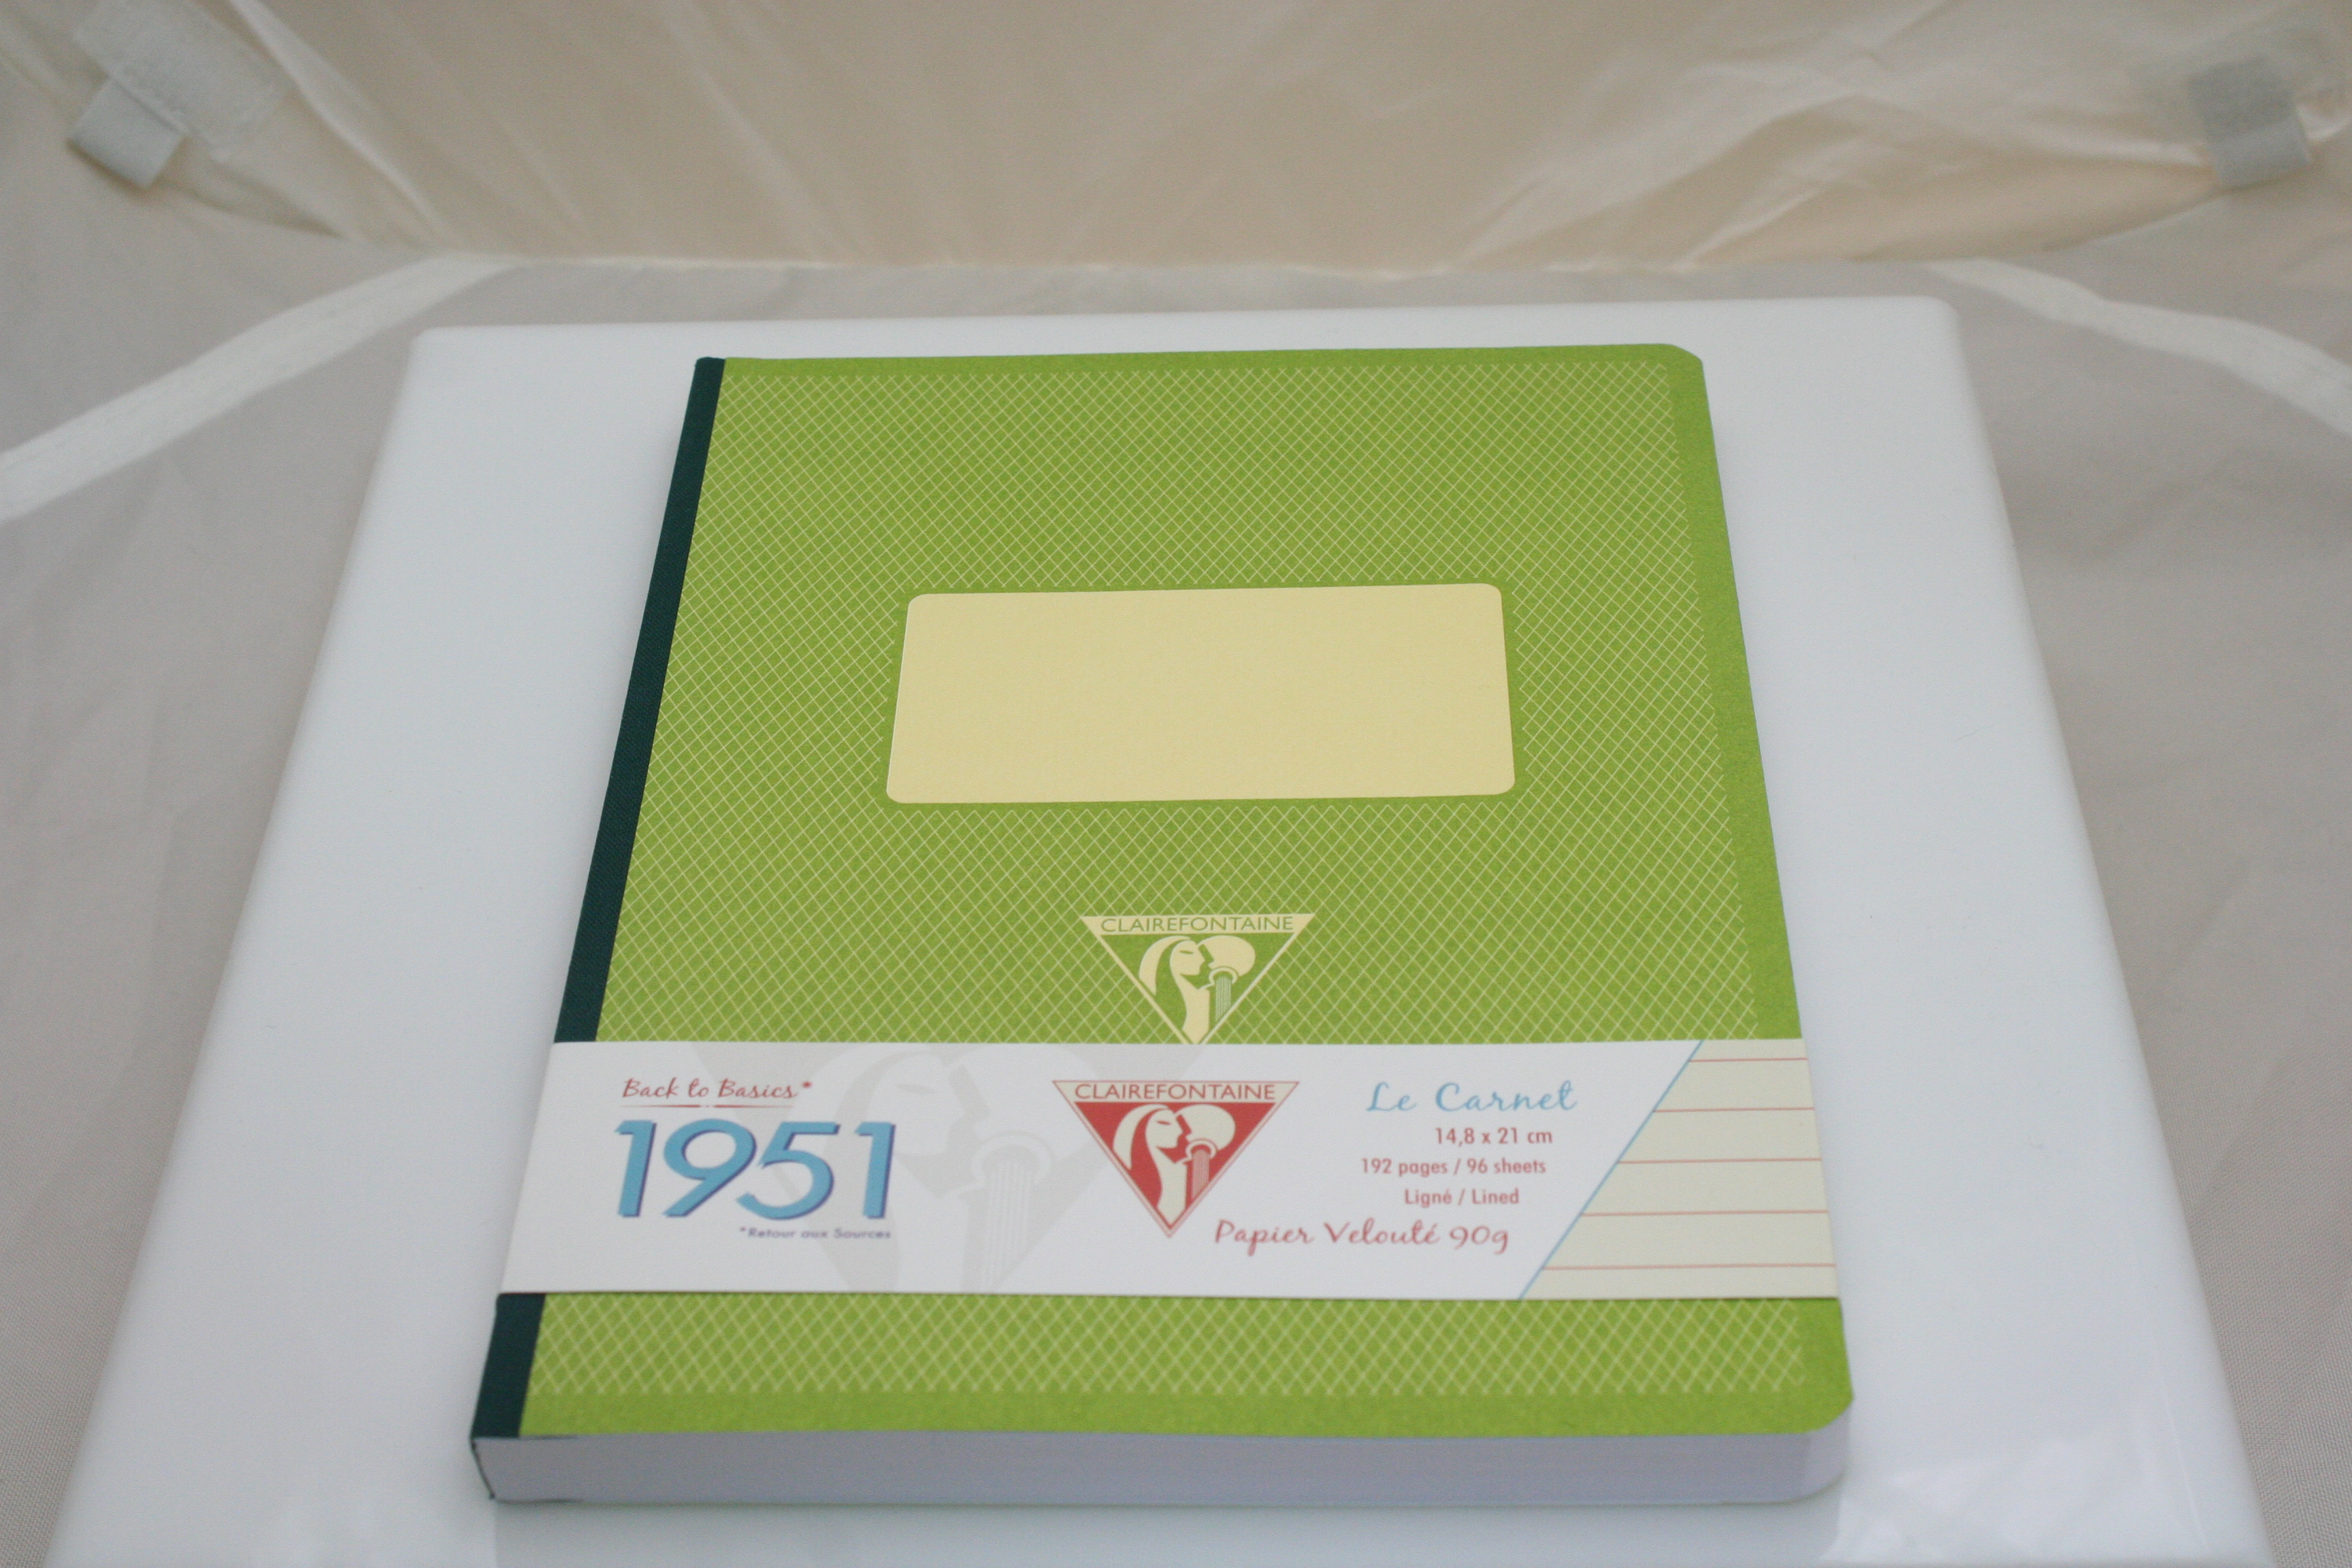 CLAIREFONTAINE
Back to Basics*
1951
*Retour aux Sources
CLAIREFONTAINE
Le Carnet
14,8 x 21 cm
192 pages / 96 sheets
Ligné / Lined
Papier Velouté 90g